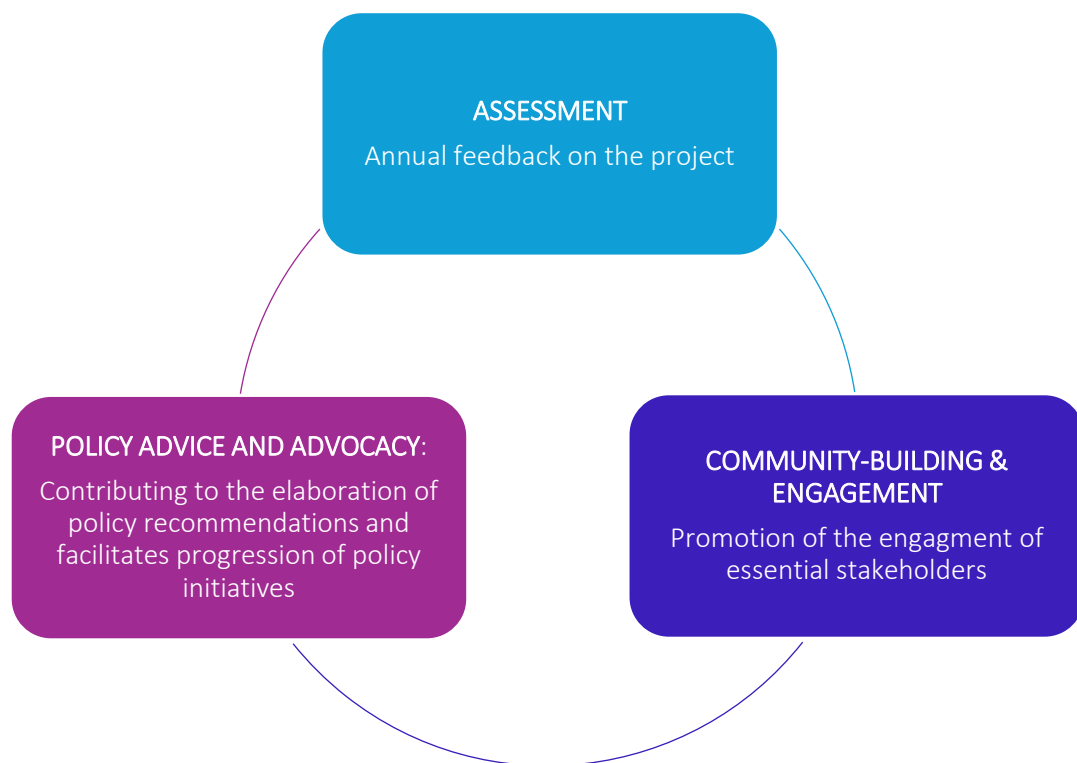 ASSESSMENT
Annual feedback on the project
POLICY ADVICE AND ADVOCACY:
Contributing to the elaboration of
policy recommendations and
facilitates progression of policy
initiatives
COMMUNITY-BUILDING &
ENGAGEMENT
Promotion of the engagment of
essential stakeholders